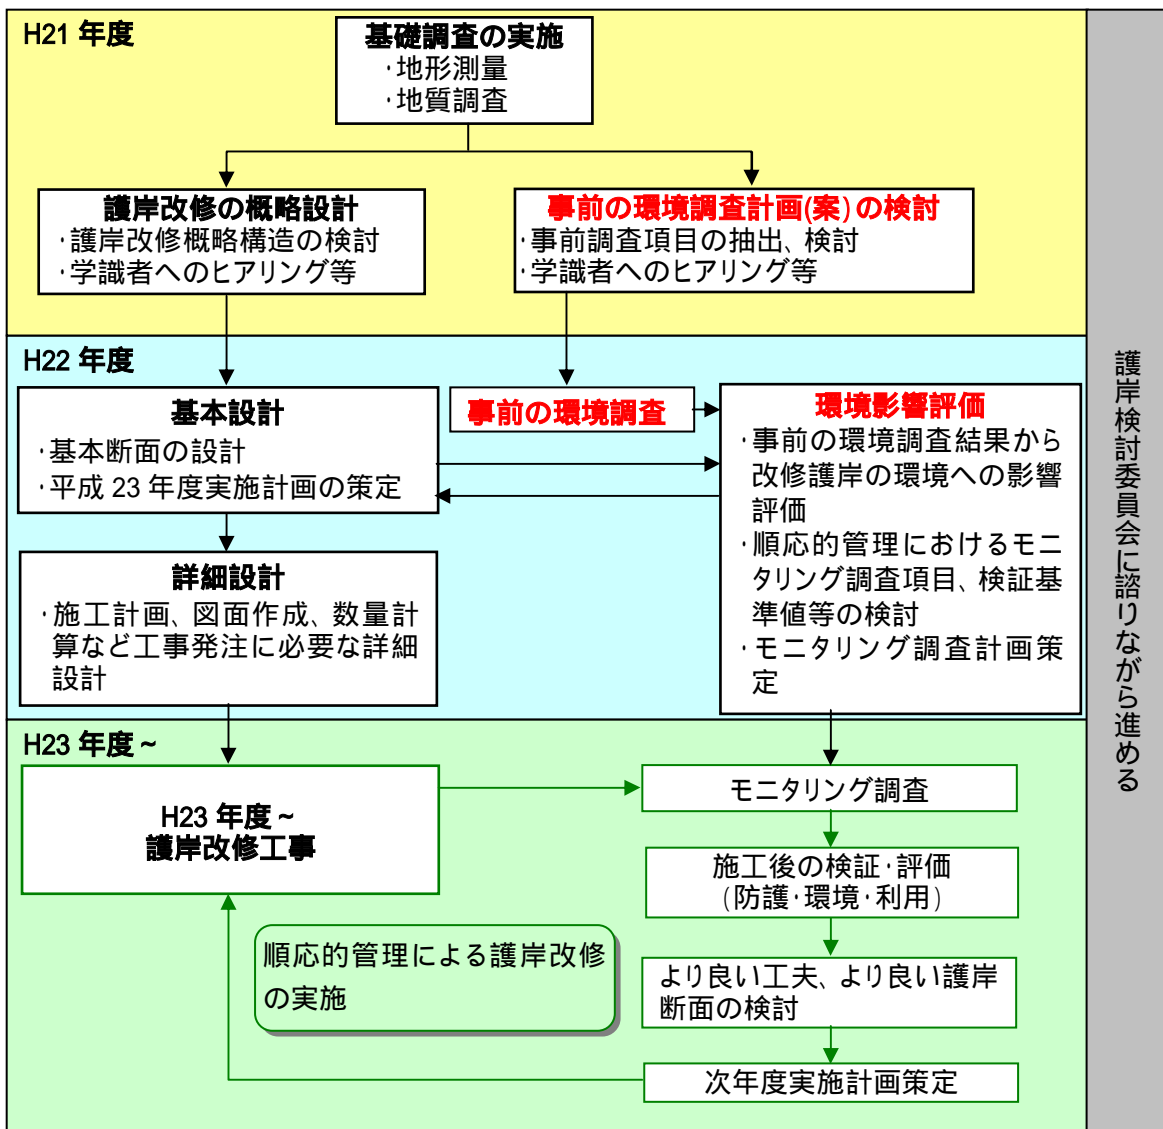 H21 年度
基礎調査の実施
･地形測量
･地質調査
護岸改修の概略設計
･護岸改修概略構造の検討
･学識者へのヒアリング等
事前の環境調査計画(案)の検討
･事前調査項目の抽出、検討
･学識者へのヒアリング等
H22 年度
基本設計
･基本断面の設計
･平成 23 年度実施計画の策定
事前の環境調査
環境影響評価
･事前の環境調査結果から
改修護岸の環境への影響
評価
･順応的管理におけるモニ
タリング調査項目、検証基
準値等の検討
･モニタリング調査計画策
定
詳細設計
･施工計画、図面作成、数量計
算など工事発注に必要な詳細
設計
H23 年度~
H23 年度~
護岸改修工事
モニタリング調査
施工後の検証･評価
(防護･環境･利用)
順応的管理による護岸改修
の実施
より良い工夫、より良い護岸
断面の検討
次年度実施計画策定
護岸検討委員会に諮りながら進める